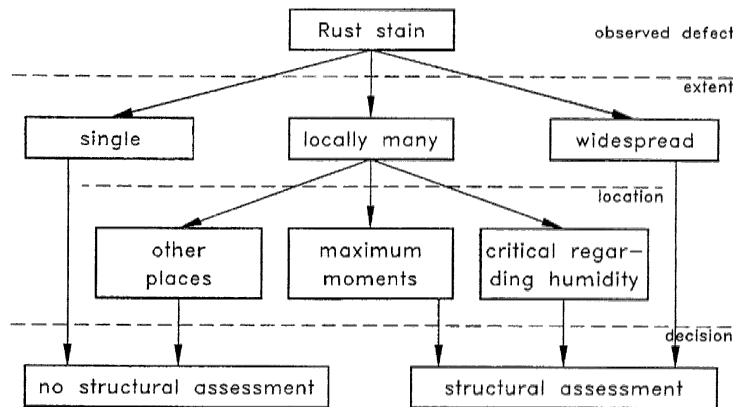 Rust stain
observed defect
extent
single
locally many
widespread
location
other
places
maximum
moments
critical regar-
ding humidity
decision
no structural assessment
structural assessment